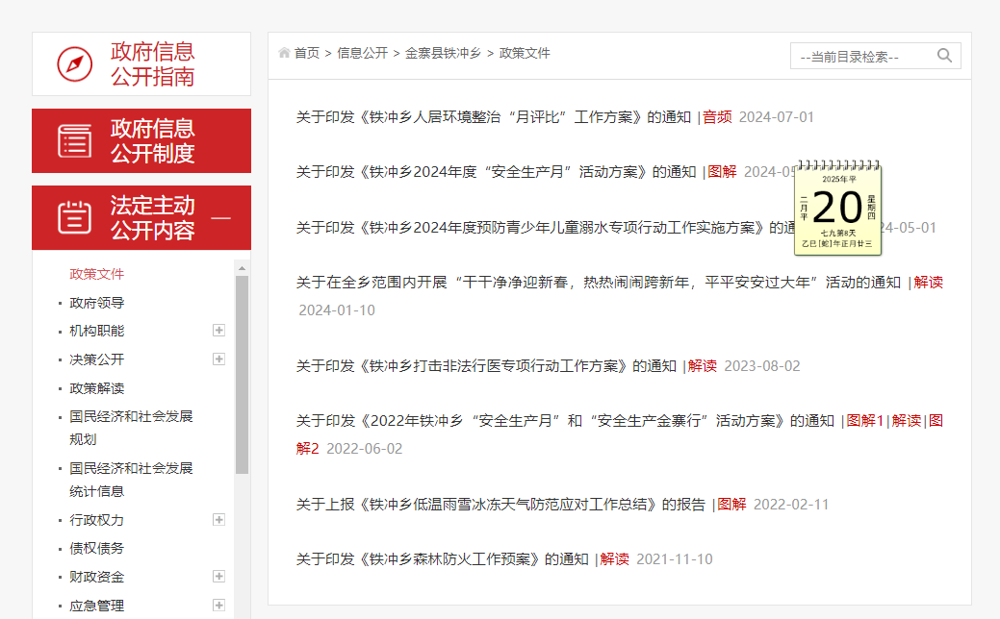 政府信息
公开指南
政府信息
公开制度
法定主动
公开内容
政策文件
政府领导
机构职能
决策公开
政策解读
国民经济和社会发展
规划
国民经济和社会发展
统计信息
行政权力
债权债务
财政资金
应急管理
首页 > 信息公开 > 金寨县铁冲乡 > 政策文件
--当前目录检索--
关于印发《铁冲乡人居环境整治“月评比”工作方案》的通知 |音频 2024-07-01
关于印发《铁冲乡2024年度“安全生产月”活动方案》的通知 |图解 2024-05
关于印发《铁冲乡2024年度预防青少年儿童溺水专项行动工作实施方案》的通 24-05-01
关于在全乡范围内开展“干干净净迎新春，热热闹闹跨新年，平平安安过大年”活动的通知 |解读
2024-01-10
关于印发《铁冲乡打击非法行医专项行动工作方案》的通知 |解读 2023-08-02
关于印发《2022年铁冲乡“安全生产月”和“安全生产金寨行”活动方案》的通知 |图解1|解读|图
解2 2022-06-02
关于上报《铁冲乡低温雨雪冰冻天气防范应对工作总结》的报告 |图解 2022-02-11
关于印发《铁冲乡森林防火工作预案》的通知 |解读 2021-11-10
2025年平
二月平
20
星期四
七九第8天
乙巳[蛇]年正月廿三